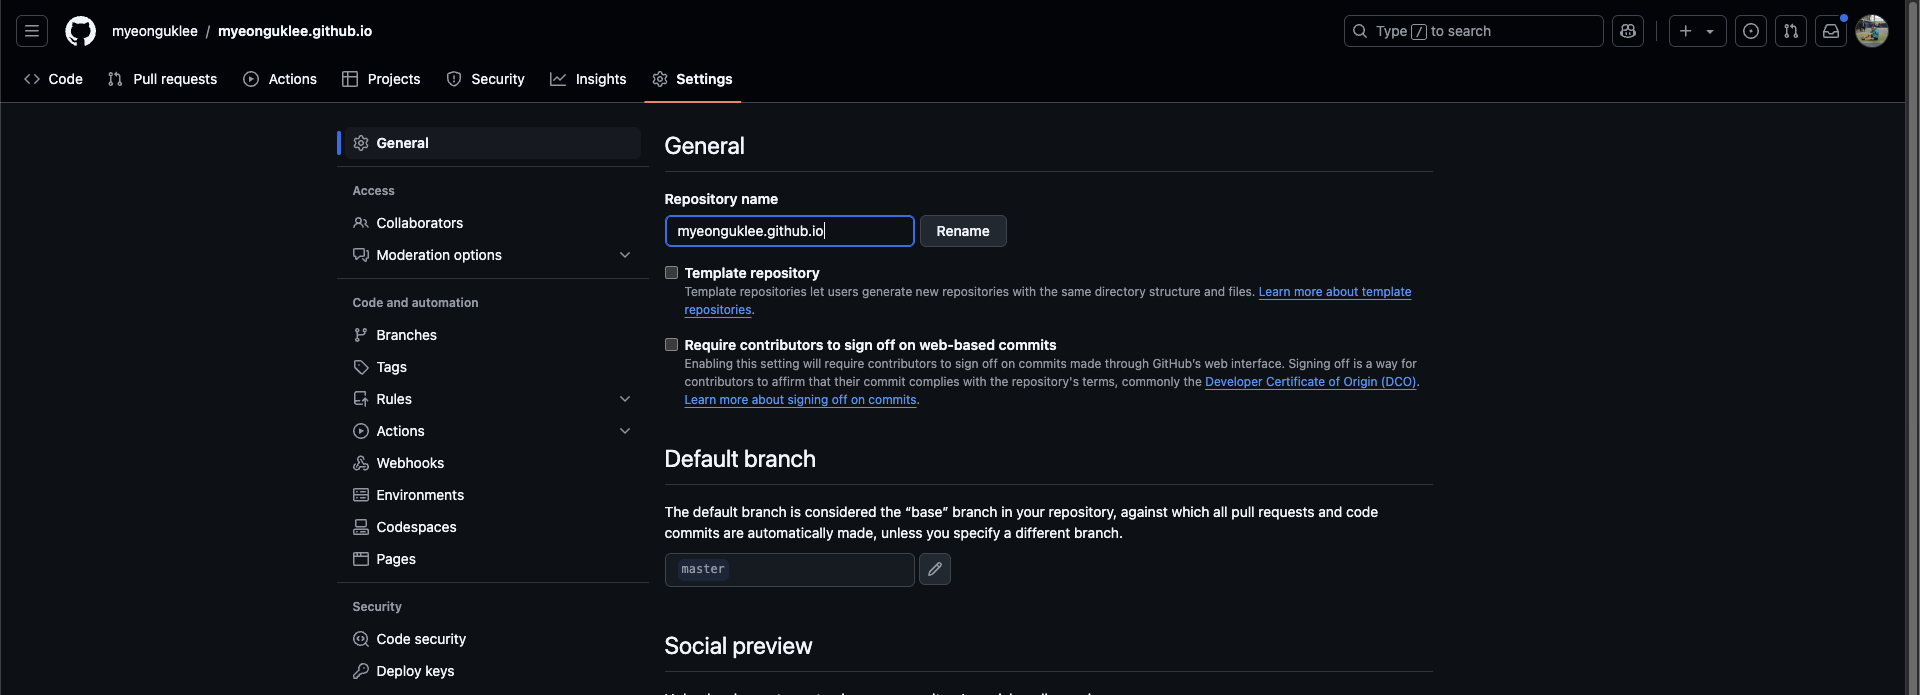 myeonguklee / myeonguklee.github.io
Type / to search
Code Pull requests Actions Projects Security Insights Settings
General
Access
Collaborators
Moderation options
Code and automation
Branches
Tags
Rules
Actions
Webhooks
Environments
Codespaces
Pages
Security
Code security
Deploy keys
General
Repository name
myeonguklee.github.io Rename
Template repository
Template repositories let users generate new repositories with the same directory structure and files. Learn more about template
repositories.
Require contributors to sign off on web-based commits
Enabling this setting will require contributors to sign off on commits made through GitHub’s web interface. Signing off is a way for
contributors to affirm that their commit complies with the repository's terms, commonly the Developer Certificate of Origin (DCO).
Learn more about signing off on commits.
Default branch
The default branch is considered the “base” branch in your repository, against which all pull requests and code
commits are automatically made, unless you specify a different branch.
master
Social preview